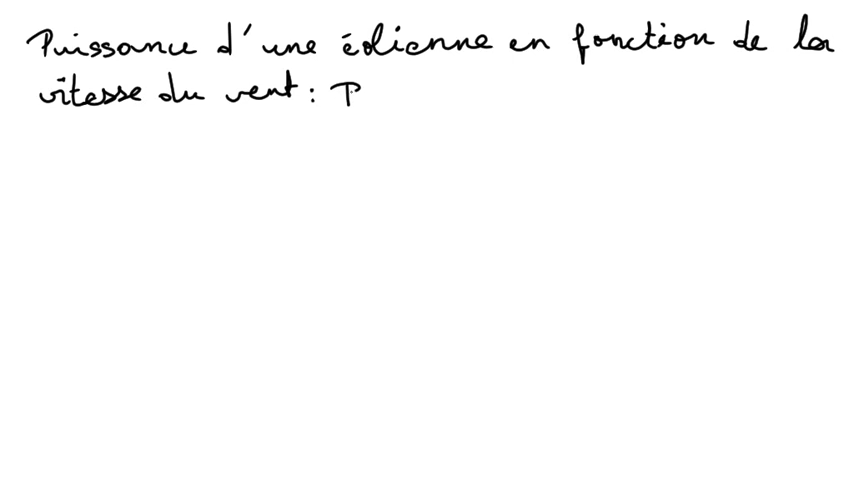 Puissance d'une éolienne en fonction de la
vitesse du vent : P